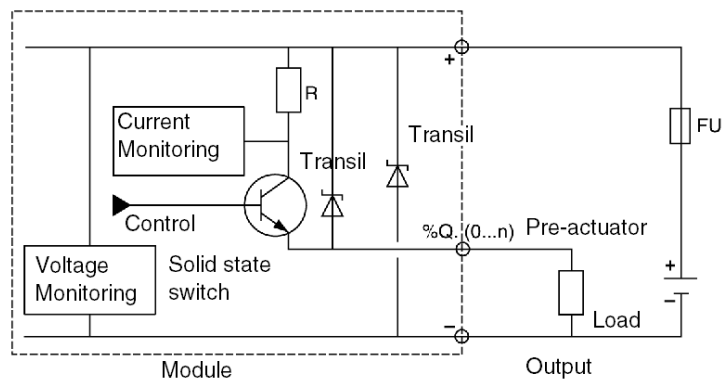 +
R
FU
Current
Monitoring
Transil
Transil
Control
%Q. (0...n)
Pre-actuator
Voltage
Monitoring
Solid state
switch
+
−
−
Load
Module
Output